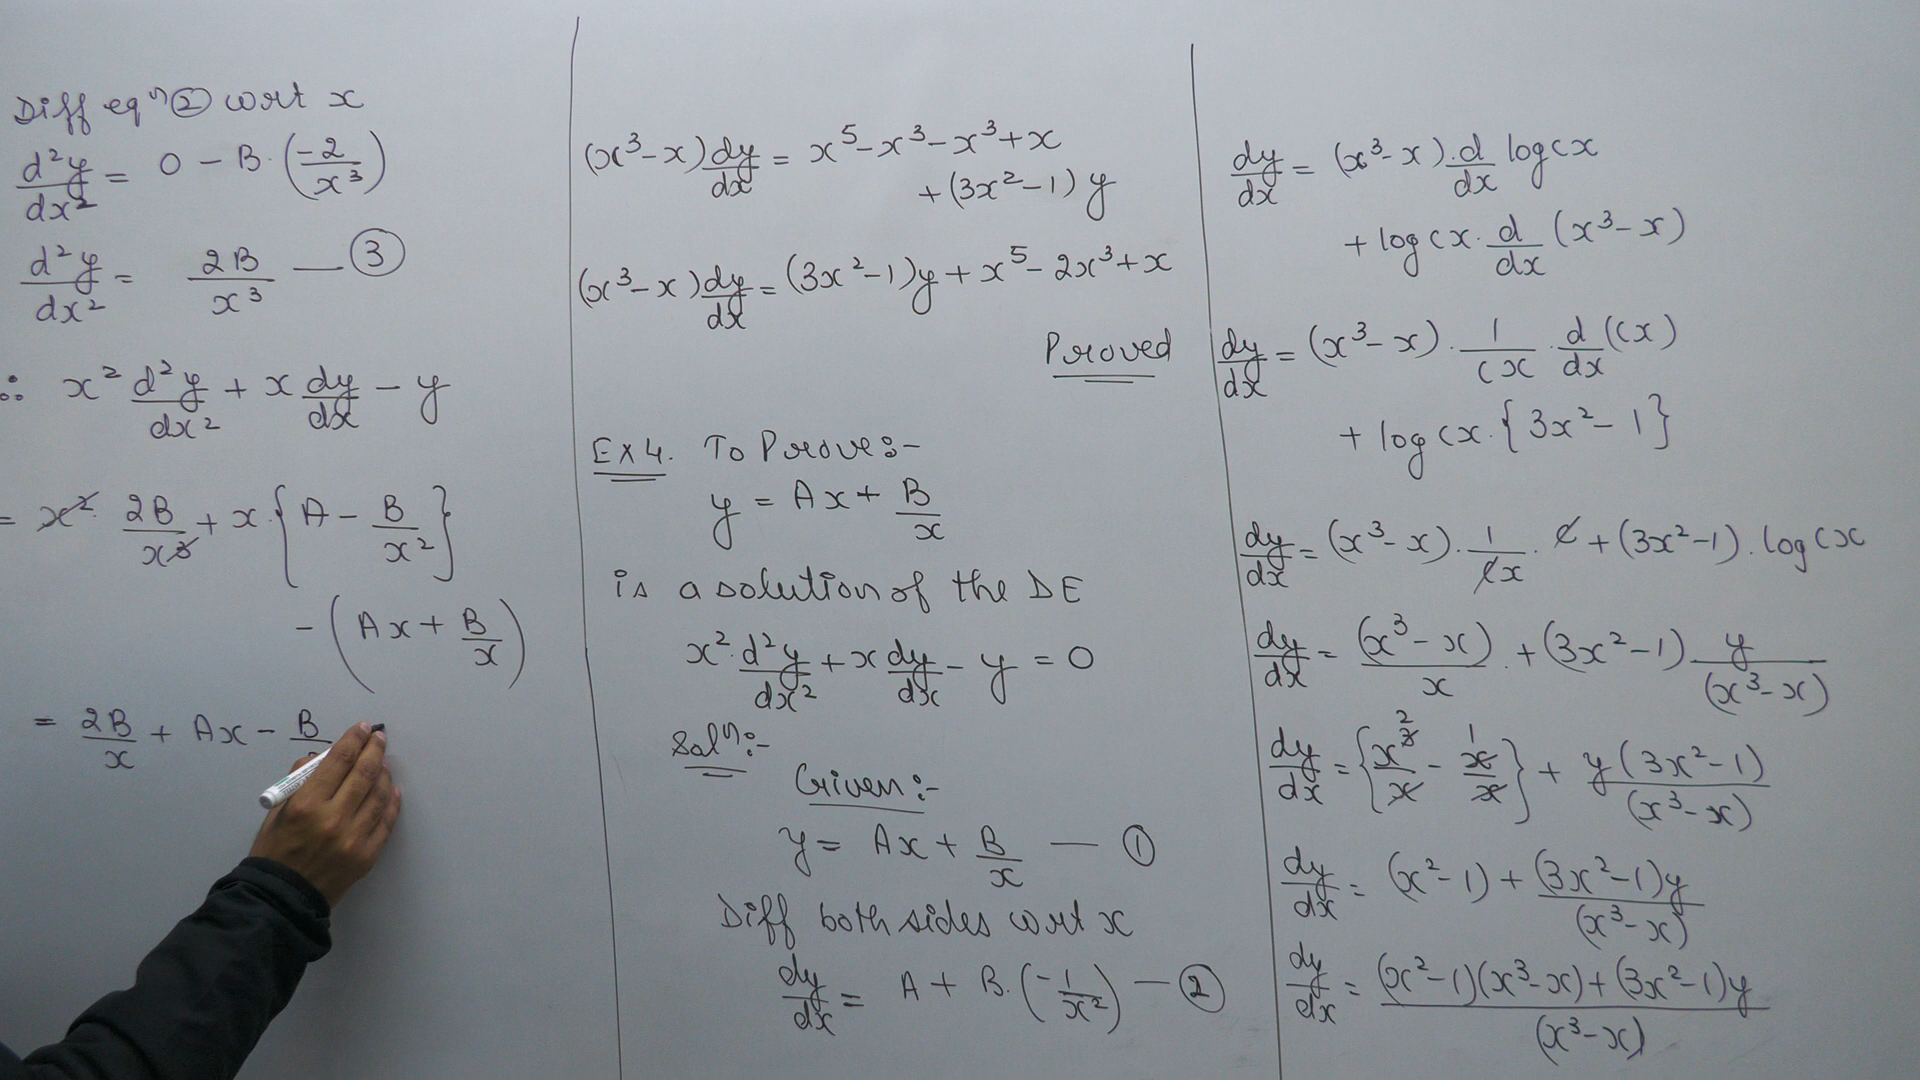 Diff eqⁿ ② wrt x
d²y/dx² = 0 - B·(-2/x³)
d²y/dx² = 2B/x³ — ③
∴ x² d²y/dx² + x dy/dx - y
= x²· 2B/x³ + x·{A - B/x²}
- (Ax + B/x)
= 2B/x + Ax - B
(x³-x) dy/dx = x⁵-x³-x³+x
+(3x²-1) y
(x³-x) dy/dx = (3x²-1)y + x⁵-2x³+x
Proved
EX 4. To Prove:-
y = Ax + B/x
is a solution of the DE
x²·d²y/dx² + x dy/dx - y = 0
Solⁿ:-
Given:-
y = Ax + B/x — ①
Diff both sides wrt x
dy/dx = A + B·(-1/x²) — ②
dy/dx = (x³-x)·d/dx log cx
+ log cx·d/dx (x³-x)
dy/dx = (x³-x)·1/cx·d/dx (cx)
+ log cx·{3x²-1}
dy/dx = (x³-x)·1/cx·c + (3x²-1)·log cx
dy/dx = (x³-x)/x + (3x²-1) y/(x³-x)
dy/dx = {x³/x - x/x} + y(3x²-1)/(x³-x)
dy/dx = (x²-1) + (3x²-1)y/(x³-x)
dy/dx = (x²-1)(x³-x)+(3x²-1)y/(x³-x)